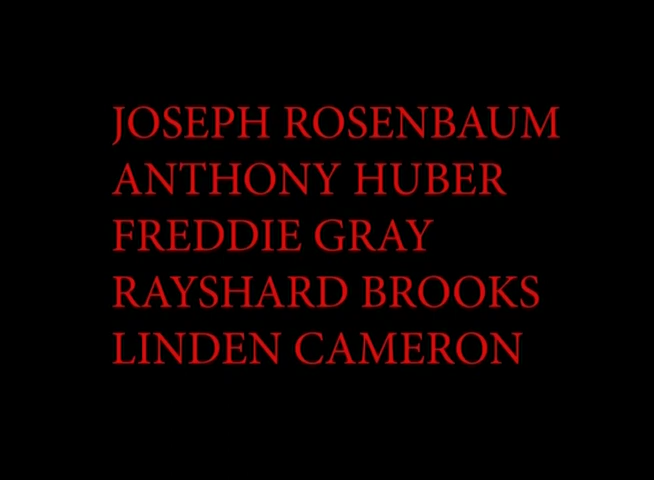 JOSEPH ROSENBAUM
ANTHONY HUBER
FREDDIE GRAY
RAYSHARD BROOKS
LINDEN CAMERON